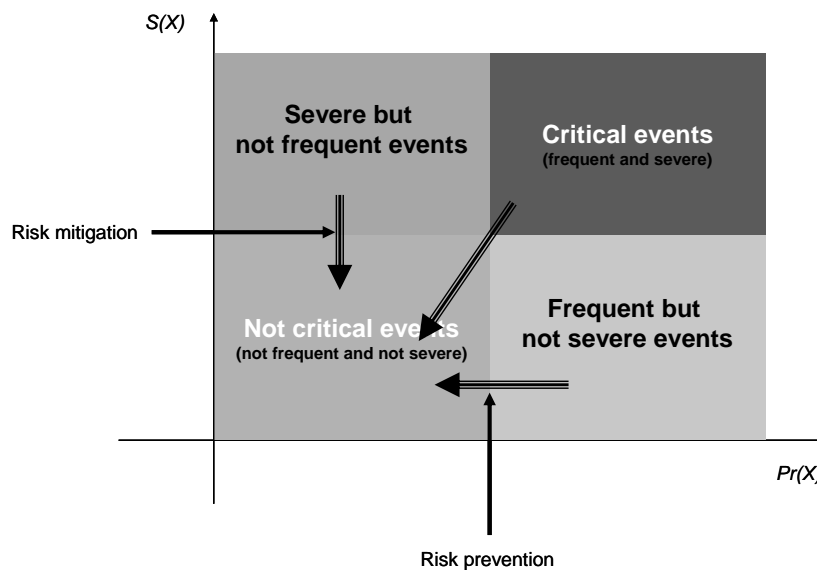 S(X)
Severe but
not frequent events
Critical events
(frequent and severe)
Risk mitigation
Not critical events
(not frequent and not severe)
Frequent but
not severe events
Pr(X)
Risk prevention